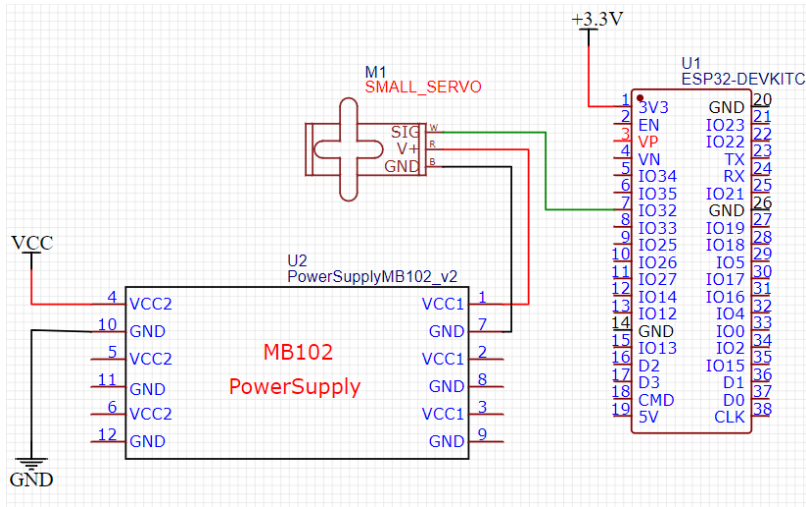 +3.3V
U1
ESP32-DEVKITC
M1
SMALL_SERVO
SIG W
V+ R
GND B
1 3V3 GND 20
2 EN IO23 21
3 VP IO22 22
4 VN TX 23
5 IO34 RX 24
6 IO35 IO21 25
7 IO32 GND 26
8 IO33 IO19 27
9 IO25 IO18 28
10 IO26 IO5 29
11 IO27 IO17 30
12 IO14 IO16 31
13 IO12 IO4 32
14 GND IO0 33
15 IO13 IO2 34
16 D2 IO15 35
17 D3 D1 36
18 CMD D0 37
19 5V CLK 38
VCC
U2
PowerSupplyMB102_v2
4 VCC2 VCC1 1
10 GND GND 7
5 VCC2 VCC1 2
11 GND GND 8
6 VCC2 VCC1 3
12 GND GND 9
MB102
PowerSupply
GND